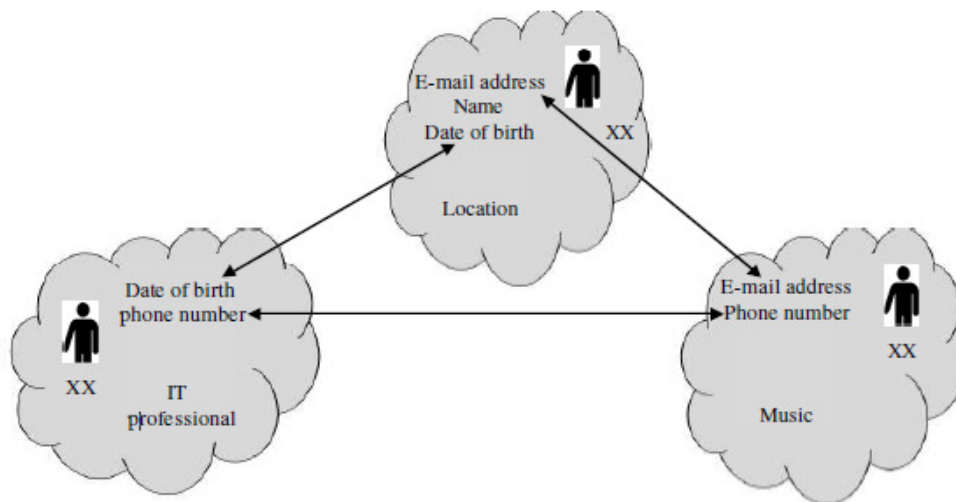 E-mail address
Name
Date of birth
XX
Location
Date of birth
phone number
XX
IT
professional
E-mail address
Phone number
XX
Music